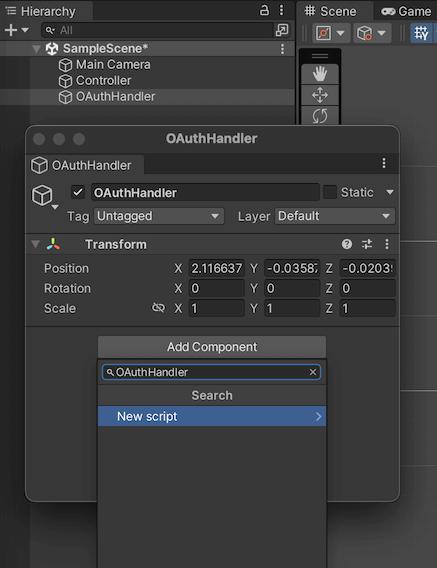 Hierarchy
Scene
Game
All
SampleScene*
Main Camera
Controller
OAuthHandler
OAuthHandler
OAuthHandler
OAuthHandler
Static
Tag Untagged
Layer Default
Transform
Position X 2.116637 Y -0.0358 Z -0.0203
Rotation X 0 Y 0 Z 0
Scale X 1 Y 1 Z 1
Add Component
OAuthHandler
Search
New script